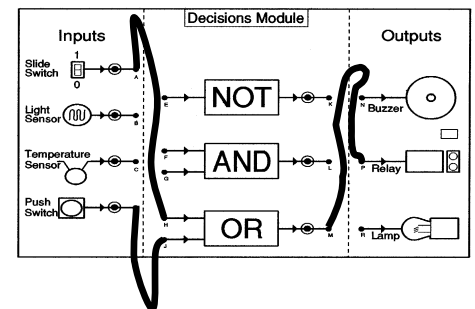 Decisions Module
Inputs
Outputs
1
Slide
Switch
0
A
Light
Sensor
B
Temperature
Sensor
C
Push
Switch
E
NOT
K
F
G
AND
L
H
J
OR
M
N
Buzzer
P
Relay
R
Lamp